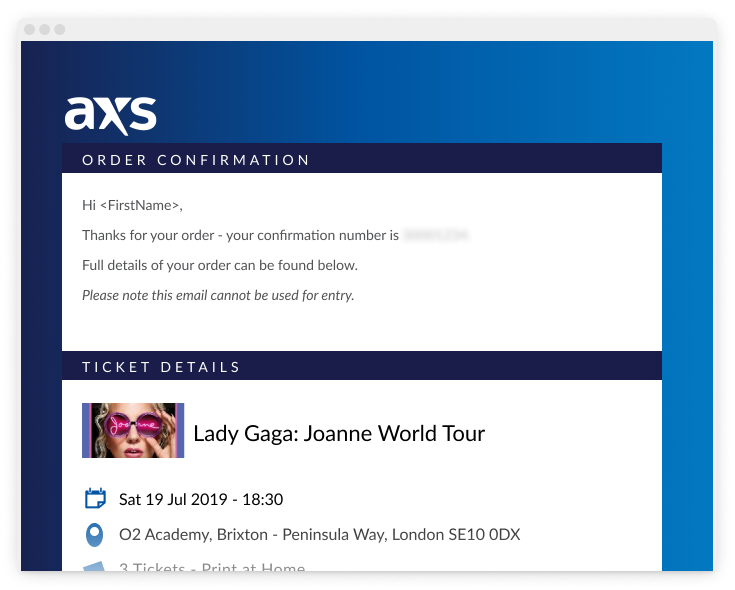 axs
ORDER CONFIRMATION
Hi <FirstName>,
Thanks for your order - your confirmation number is
Full details of your order can be found below.
Please note this email cannot be used for entry.
TICKET DETAILS
Joanne
Lady Gaga: Joanne World Tour
Sat 19 Jul 2019 - 18:30
O2 Academy, Brixton - Peninsula Way, London SE10 0DX
3 Tickets - Print at Home